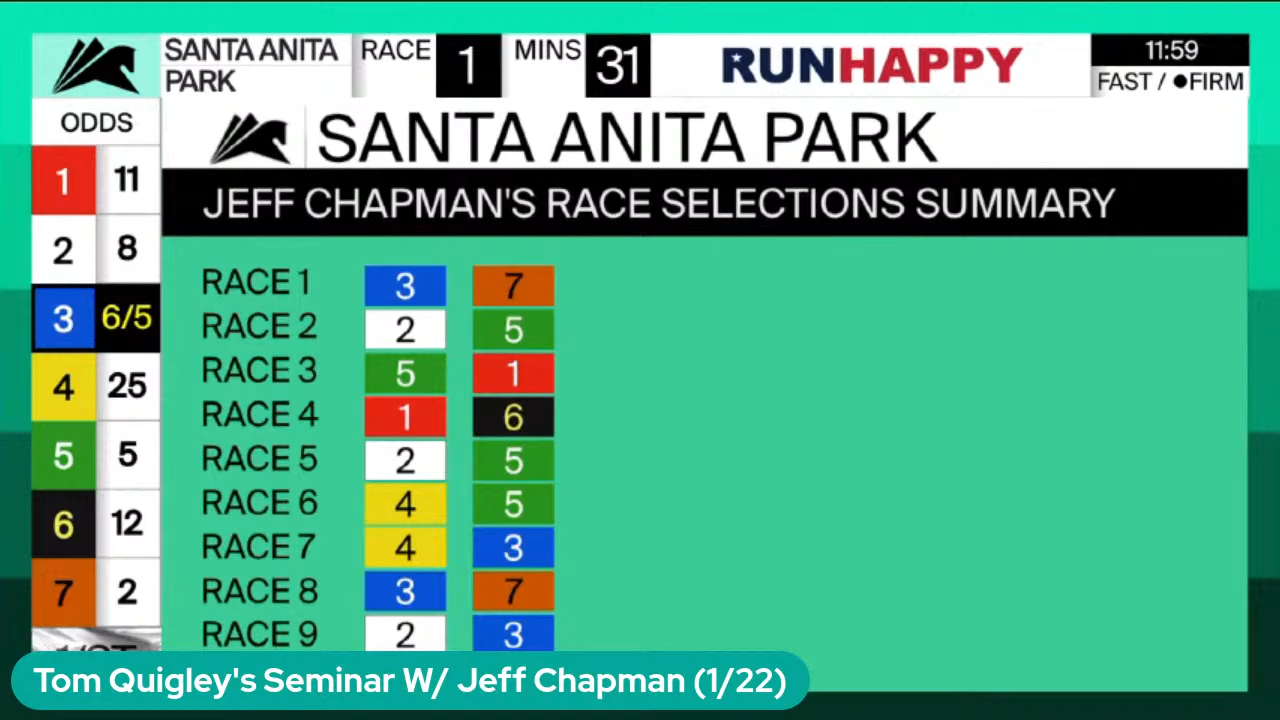 SANTA ANITA PARK
RACE 1
MINS 31
RUNHAPPY
11:59
FAST / ●FIRM
ODDS
1 11
2 8
3 6/5
4 25
5 5
6 12
7 2
SANTA ANITA PARK
JEFF CHAPMAN'S RACE SELECTIONS SUMMARY
RACE 1 3 7
RACE 2 2 5
RACE 3 5 1
RACE 4 1 6
RACE 5 2 5
RACE 6 4 5
RACE 7 4 3
RACE 8 3 7
RACE 9 2 3
Tom Quigley's Seminar W/ Jeff Chapman (1/22)